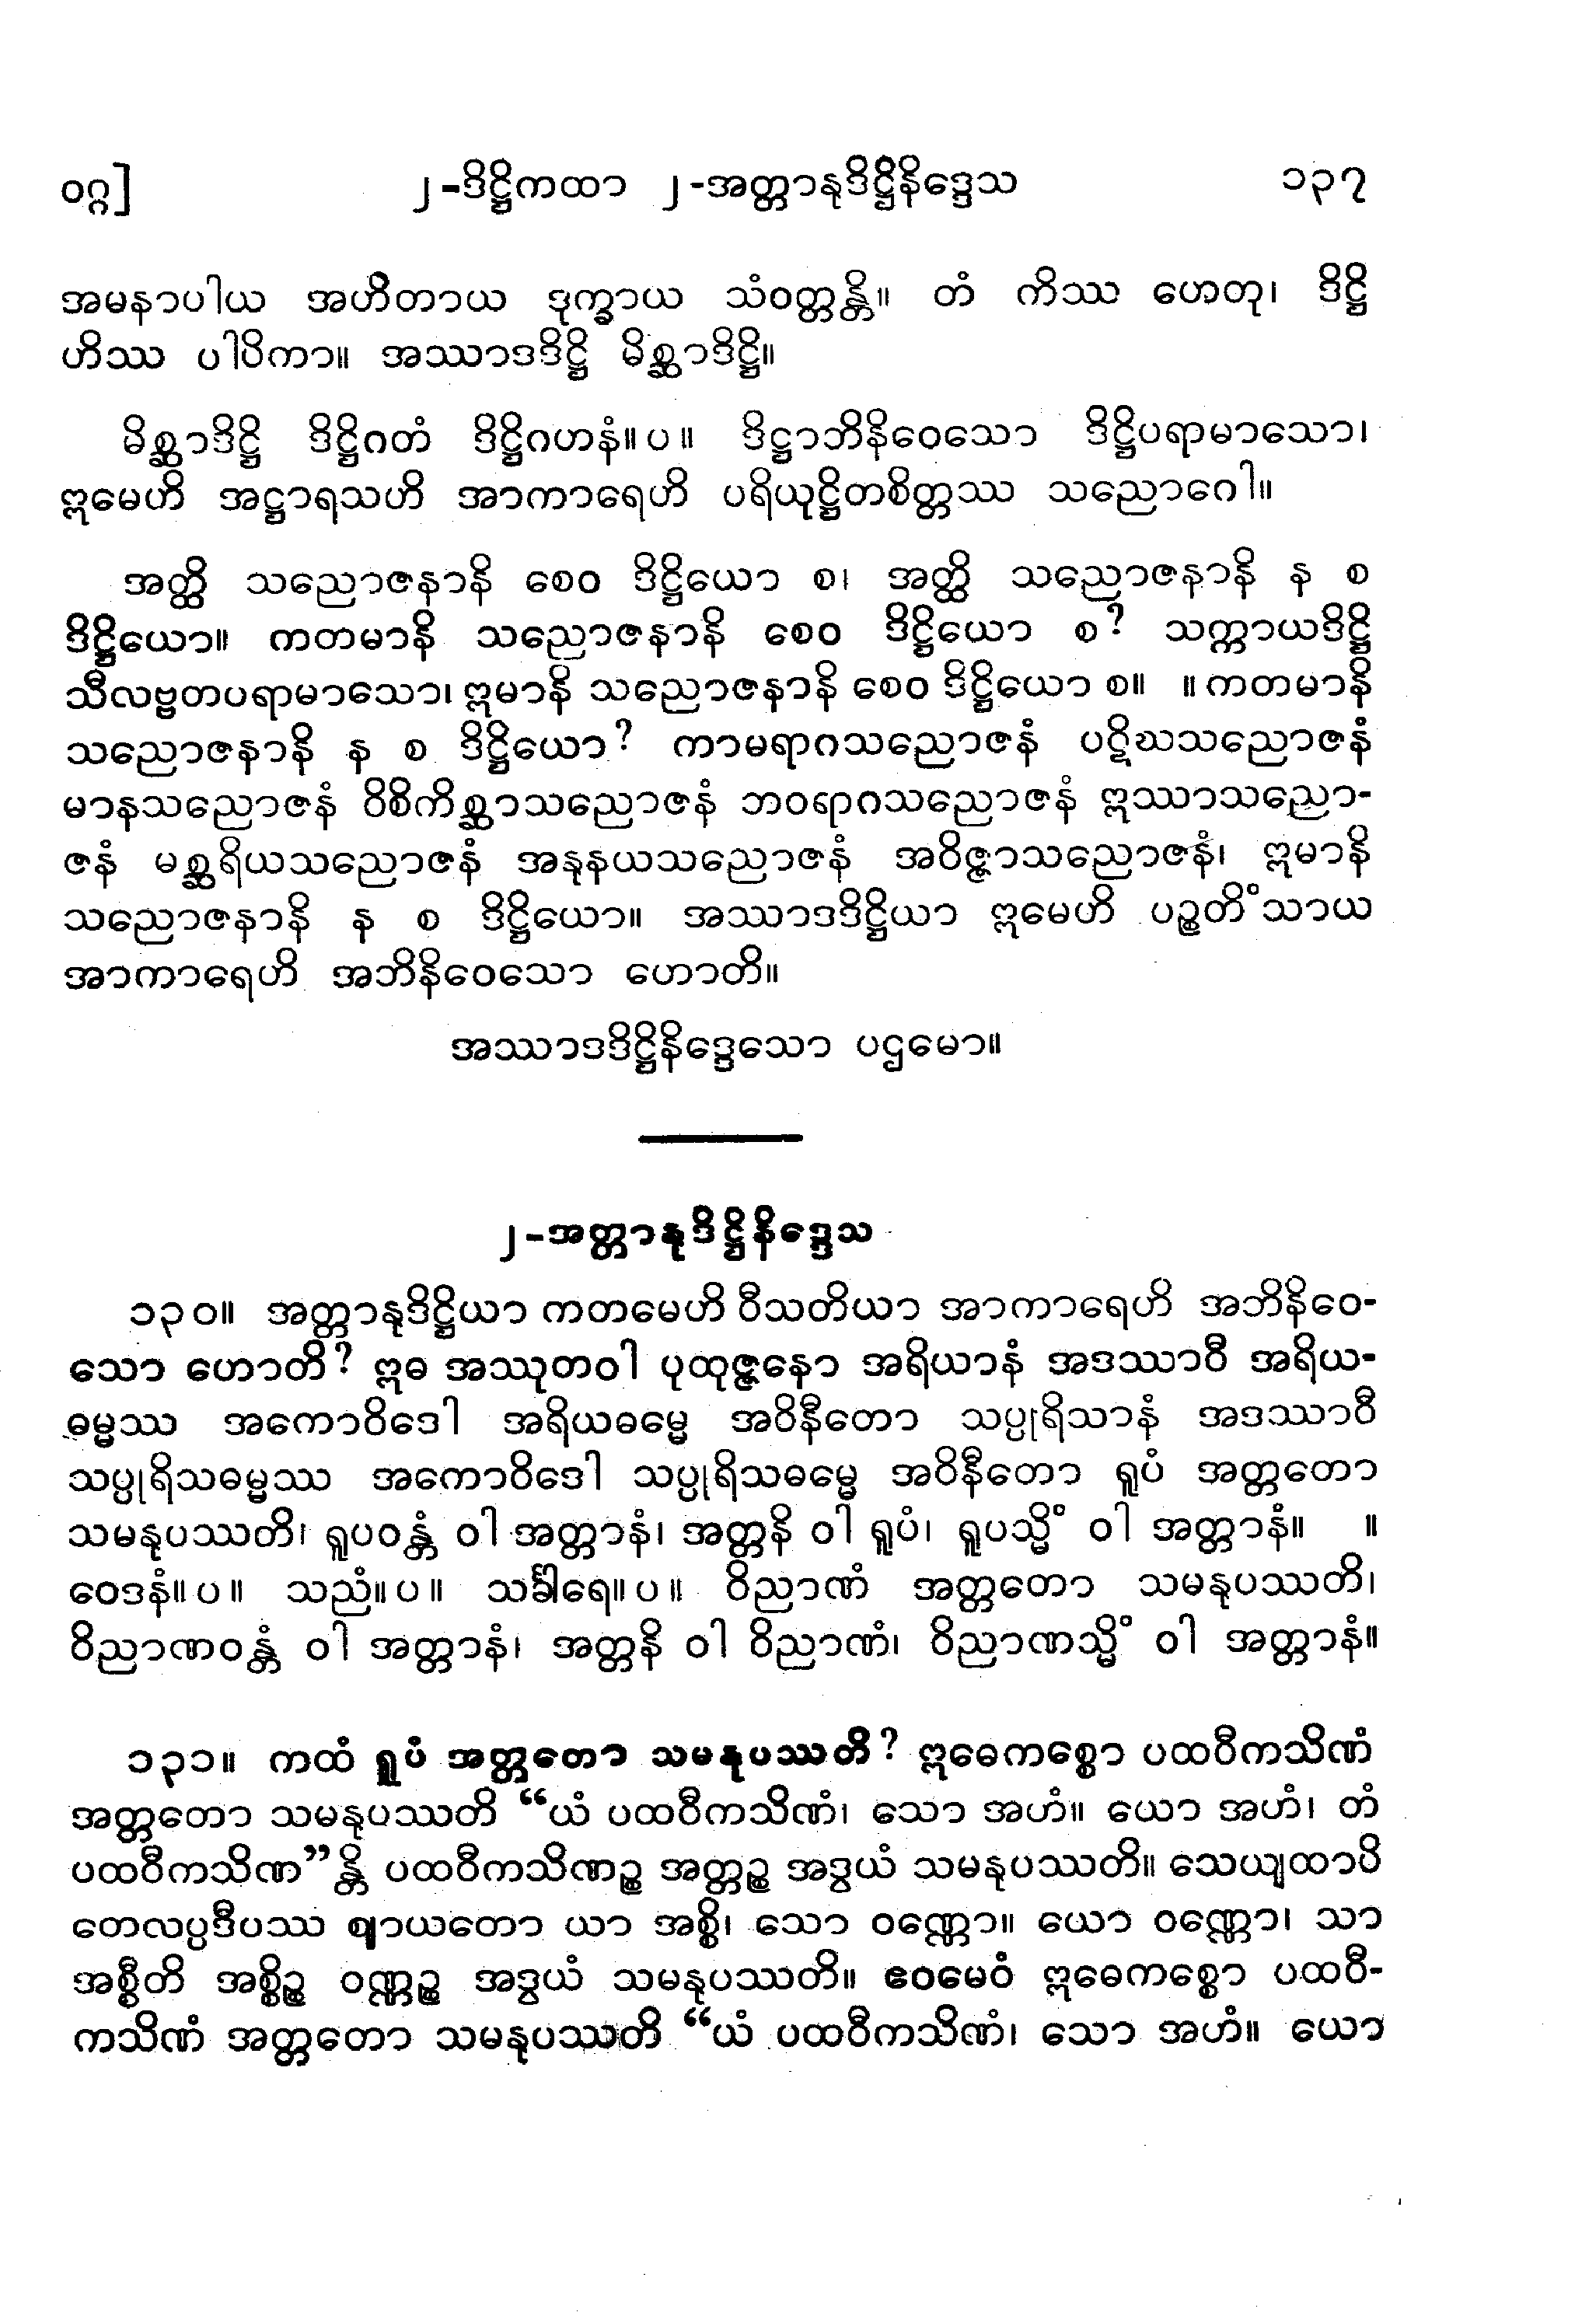 ဝဂ္ဂ] ၂-ဒိဋ္ဌိကထာ ၂-အတ္တာနုဒိဋ္ဌိနိဒ္ဒေသ ၁၃၇
အမနာပါယ အဟိတာယ ဒုက္ခာယ သံဝတ္တန္တိ။ တံ ကိဿ ဟေတု၊ ဒိဋ္ဌိ
ဟိဿ ပါပိကာ။ အဿာဒဒိဋ္ဌိ မိစ္ဆာဒိဋ္ဌိ။
မိစ္ဆာဒိဋ္ဌိ ဒိဋ္ဌိဂတံ ဒိဋ္ဌိဂဟနံ။ပ။ ဒိဋ္ဌာဘိနိဝေသော ဒိဋ္ဌိပရာမာသော၊
ဣမေဟိ အဋ္ဌာရသဟိ အာကာရေဟိ ပရိယုဋ္ဌိတစိတ္တဿ သညောဂေါ။
အတ္ထိ သညောဇနာနိ စေဝ ဒိဋ္ဌိယော စ၊ အတ္ထိ သညောဇနာနိ န စ
ဒိဋ္ဌိယော။ ကတမာနိ သညောဇနာနိ စေဝ ဒိဋ္ဌိယော စ? သက္ကာယဒိဋ္ဌိ
သီလဗ္ဗတပရာမာသော၊ ဣမာနိ သညောဇနာနိ စေဝ ဒိဋ္ဌိယော စ။ ။ ကတမာနိ
သညောဇနာနိ န စ ဒိဋ္ဌိယော? ကာမရာဂသညောဇနံ ပဋိဃသညောဇနံ
မာနသညောဇနံ ဝိစိကိစ္ဆာသညောဇနံ ဘဝရာဂသညောဇနံ ဣဿာသညော-
ဇနံ မစ္ဆရိယသညောဇနံ အနုနယသညောဇနံ အဝိဇ္ဇာသညောဇနံ၊ ဣမာနိ
သညောဇနာနိ န စ ဒိဋ္ဌိယော။ အဿာဒဒိဋ္ဌိယာ ဣမေဟိ ပဉ္စတိံသာယ
အာကာရေဟိ အဘိနိဝေသော ဟောတိ။
အဿာဒဒိဋ္ဌိနိဒ္ဒေသော ပဌမော။
၂-အတ္တာနုဒိဋ္ဌိနိဒ္ဒေသ
၁၃၀။ အတ္တာနုဒိဋ္ဌိယာ ကတမေဟိ ဝီသတိယာ အာကာရေဟိ အဘိနိဝေ-
သော ဟောတိ? ဣဓ အဿုတဝါ ပုထုဇ္ဇနော အရိယာနံ အဒဿာဝီ အရိယ-
ဓမ္မဿ အကောဝိဒေါ အရိယဓမ္မေ အဝိနီတော သပ္ပုရိသာနံ အဒဿာဝီ
သပ္ပုရိသဓမ္မဿ အကောဝိဒေါ သပ္ပုရိသဓမ္မေ အဝိနီတော ရူပံ အတ္တတော
သမနုပဿတိ၊ ရူပဝန္တံ ဝါ အတ္တာနံ၊ အတ္တနိ ဝါ ရူပံ၊ ရူပသ္မိံ ဝါ အတ္တာနံ။ ။
ဝေဒနံ။ပ။ သညံ။ပ။ သင်္ခါရေ။ပ။ ဝိညာဏံ အတ္တတော သမနုပဿတိ၊
ဝိညာဏဝန္တံ ဝါ အတ္တာနံ၊ အတ္တနိ ဝါ ဝိညာဏံ၊ ဝိညာဏသ္မိံ ဝါ အတ္တာနံ။
၁၃၁။ ကထံ ရူပံ အတ္တတော သမနုပဿတိ? ဣဓေကစ္စော ပထဝီကသိဏံ
အတ္တတော သမနုပဿတိ “ယံ ပထဝီကသိဏံ၊ သော အဟံ။ ယော အဟံ၊ တံ
ပထဝီကသိဏ”န္တိ ပထဝီကသိဏဉ္စ အတ္တဉ္စ အဒွယံ သမနုပဿတိ။ သေယျထာပိ
တေလပ္ပဒီပဿ ဈာယတော ယာ အစ္စိ၊ သော ဝဏ္ဏော။ ယော ဝဏ္ဏော၊ သာ
အစ္စီတိ အစ္စိဉ္စ ဝဏ္ဏဉ္စ အဒွယံ သမနုပဿတိ။ ဧဝမေဝံ ဣဓေကစ္စော ပထဝီ-
ကသိဏံ အတ္တတော သမနုပဿတိ “ယံ ပထဝီကသိဏံ၊ သော အဟံ။ ယော